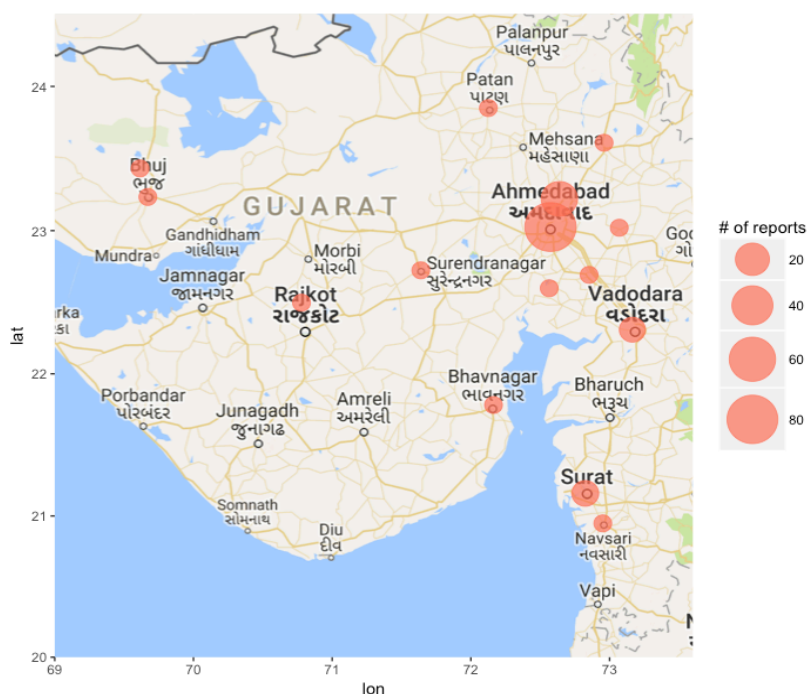 Palanpur
પાલનપુર
24
Patan
પાટણ
Mehsana
મહેસાણા
Bhuj
ભુજ
Ahmedabad
અમદાવાદ
GUJARAT
# of reports
23
Gandhidham
ગાંધીધામ
Morbi
મોરબી
Mundra
Surendranagar
સુરેન્દ્રનગર
20
Jamnagar
જામનગર
Rajkot
રાજકોટ
Vadodara
વડોદરા
40
lat
60
22
Bhavnagar
ભાવનગર
Bharuch
ભરૂચ
Porbandar
પોરબંદર
Junagadh
જુનાગઢ
Amreli
અમરેલી
80
Surat
21
Somnath
સોમનાથ
Diu
દીવ
Navsari
નવસારી
Vapi
20
69
70
71
72
73
lon